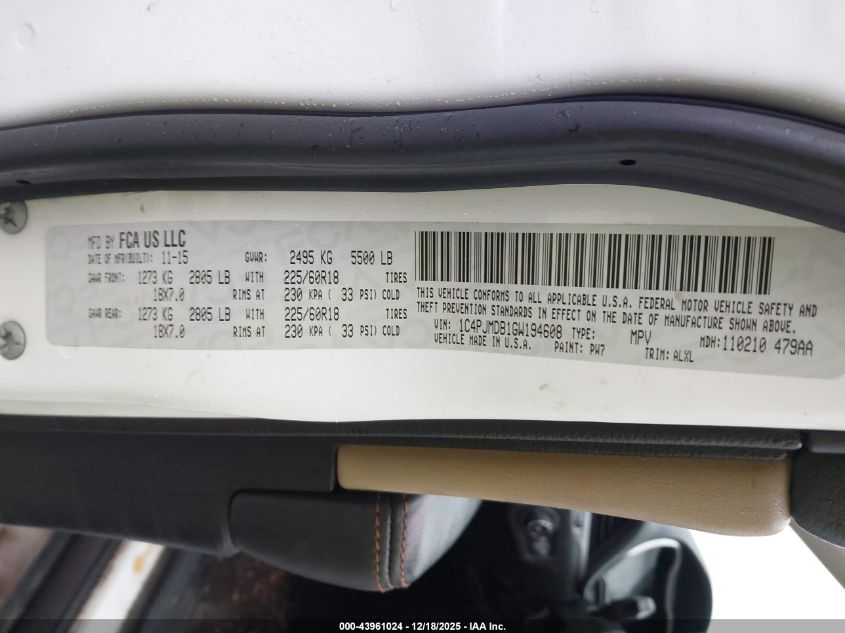 MFD BY FCA US LLC
DATE OF MFR(BUILT): 11-15 GVWR: 2495 KG 5500 LB
GAWR FRONT: 1273 KG 2805 LB WITH 225/60R18 TIRES
18X7.0 RIMS AT 230 KPA ( 33 PSI) COLD
GAWR REAR: 1273 KG 2805 LB WITH 225/60R18 TIRES
18X7.0 RIMS AT 230 KPA ( 33 PSI) COLD
THIS VEHICLE CONFORMS TO ALL APPLICABLE U.S.A. FEDERAL MOTOR VEHICLE SAFETY AND
THEFT PREVENTION STANDARDS IN EFFECT ON THE DATE OF MANUFACTURE SHOWN ABOVE.
VIN: 1C4PJMDB1GW194608 TYPE: MPV MDH:110210 479AA
VEHICLE MADE IN U.S.A. PAINT: PW7 TRIM: ALXL
000-43961024 - 12/18/2025 - IAA Inc.